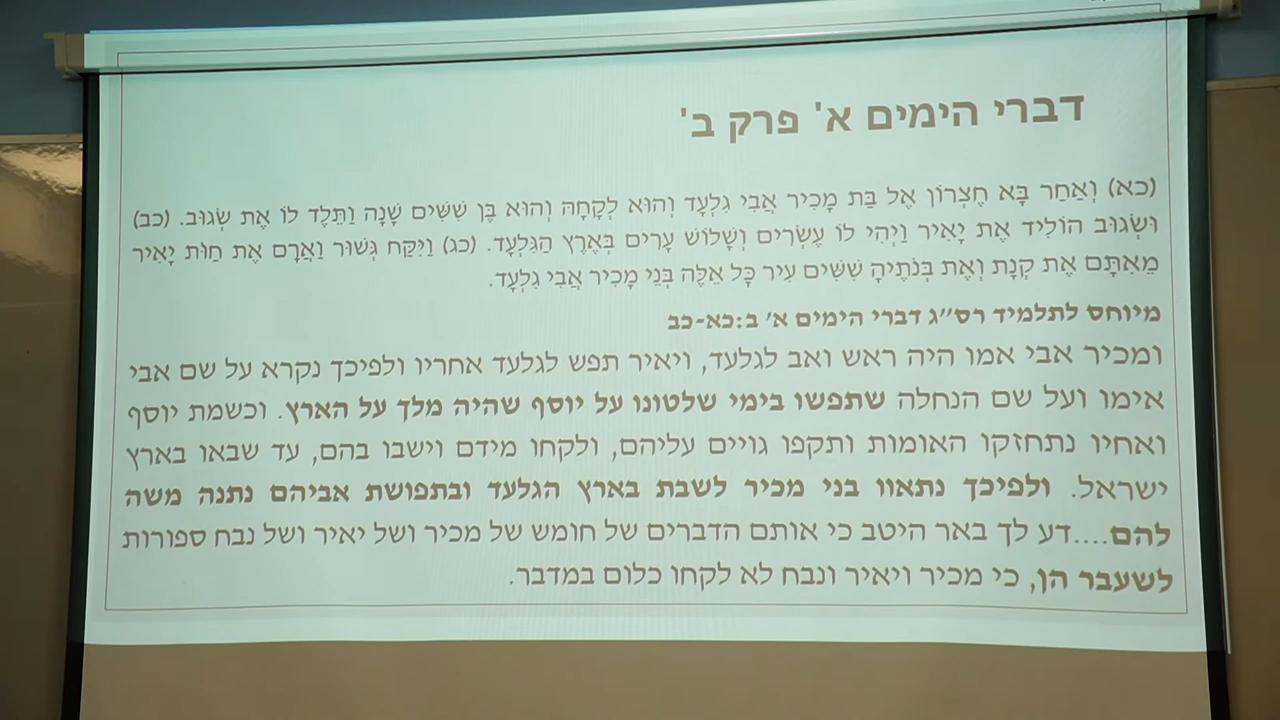 דברי הימים א' פרק ב'
(כא) וְאַחַר בָּא חֶצְרוֹן אֶל בַּת מָכִיר אֲבִי גִלְעָד וְהוּא לְקָחָהּ וְהוּא בֶּן שִׁשִּׁים שָׁנָה וַתֵּלֶד לוֹ אֶת שְׂגוּב. (כב)
וּשְׂגוּב הוֹלִיד אֶת יָאִיר וַיְהִי לוֹ עֶשְׂרִים וְשָׁלוֹשׁ עָרִים בְּאֶרֶץ הַגִּלְעָד. (כג) וַיִּקַּח גְּשׁוּר וַאֲרָם אֶת חַוֹּת יָאִיר
מֵאִתָּם אֶת קְנָת וְאֶת בְּנֹתֶיהָ שִׁשִּׁים עִיר כָּל אֵלֶּה בְּנֵי מָכִיר אֲבִי גִלְעָד.
מיוחס לתלמיד רס״ג דברי הימים א׳ ב:כא-כב
ומכיר אבי אמו היה ראש ואב לגלעד, ויאיר תפש לגלעד אחריו ולפיכך נקרא על שם אבי
אימו ועל שם הנחלה שתפשו בימי שלטונו על יוסף שהיה מלך על הארץ. וכשמת יוסף
ואחיו נתחזקו האומות ותקפו גויים עליהם, ולקחו מידם וישבו בהם, עד שבאו בארץ
ישראל. ולפיכך נתאוו בני מכיר לשבת בארץ הגלעד ובתפושת אביהם נתנה משה
להם....דע לך באר היטב כי אותם הדברים של חומש של מכיר ושל יאיר ושל נבח ספורות
לשעבר הן, כי מכיר ויאיר ונבח לא לקחו כלום במדבר.